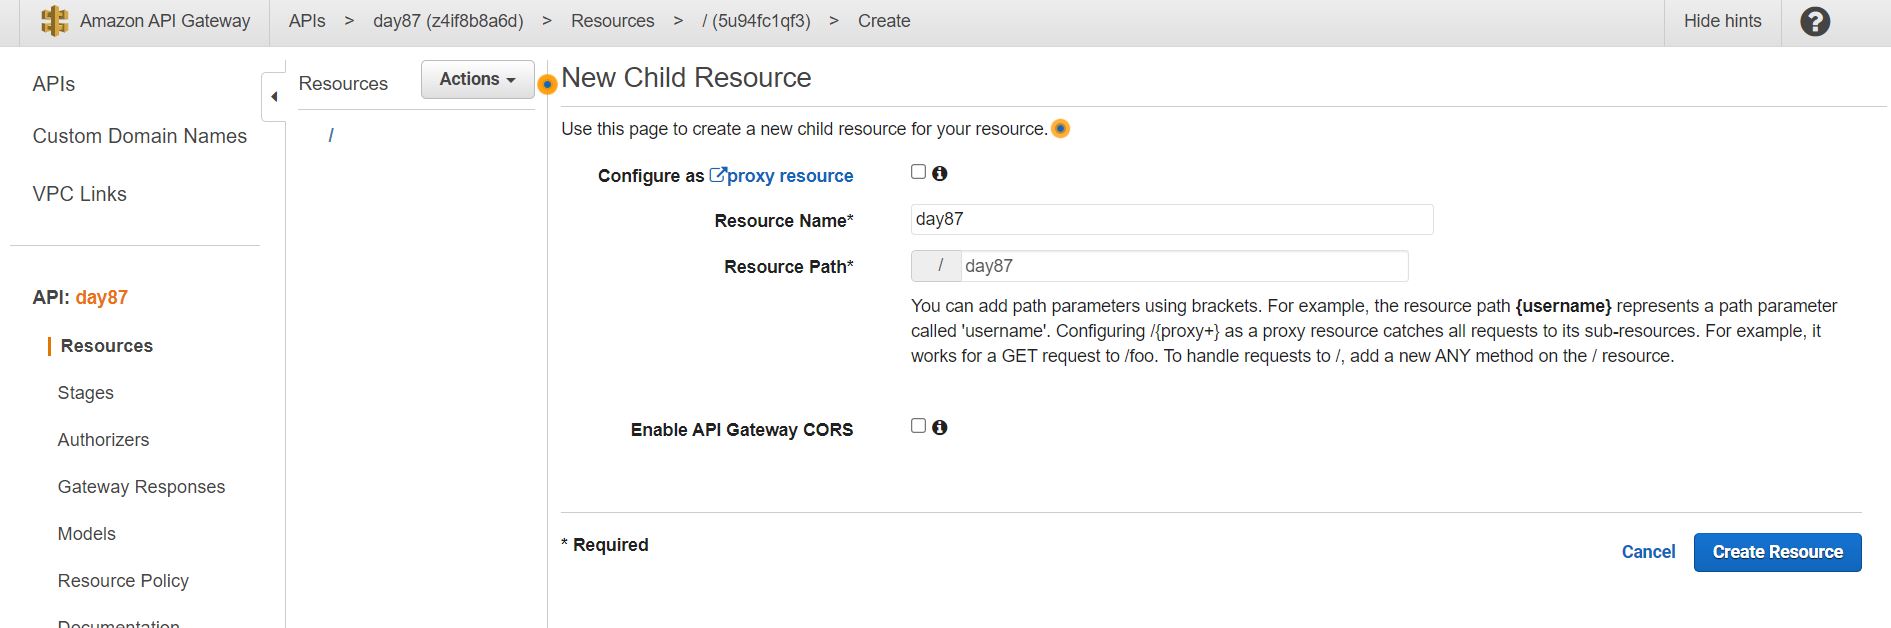 Amazon API Gateway
APIs > day87 (z4if8b8a6d) > Resources > / (5u94fc1qf3) > Create
Hide hints
?
APIs
Custom Domain Names
VPC Links
API: day87
Resources
Stages
Authorizers
Gateway Responses
Models
Resource Policy
Documentation
Resources
Actions
/
New Child Resource
Use this page to create a new child resource for your resource.
Configure as proxy resource
Resource Name* day87
Resource Path* / day87
You can add path parameters using brackets. For example, the resource path {username} represents a path parameter
called 'username'. Configuring /{proxy+} as a proxy resource catches all requests to its sub-resources. For example, it
works for a GET request to /foo. To handle requests to /, add a new ANY method on the / resource.
Enable API Gateway CORS
* Required
Cancel
Create Resource